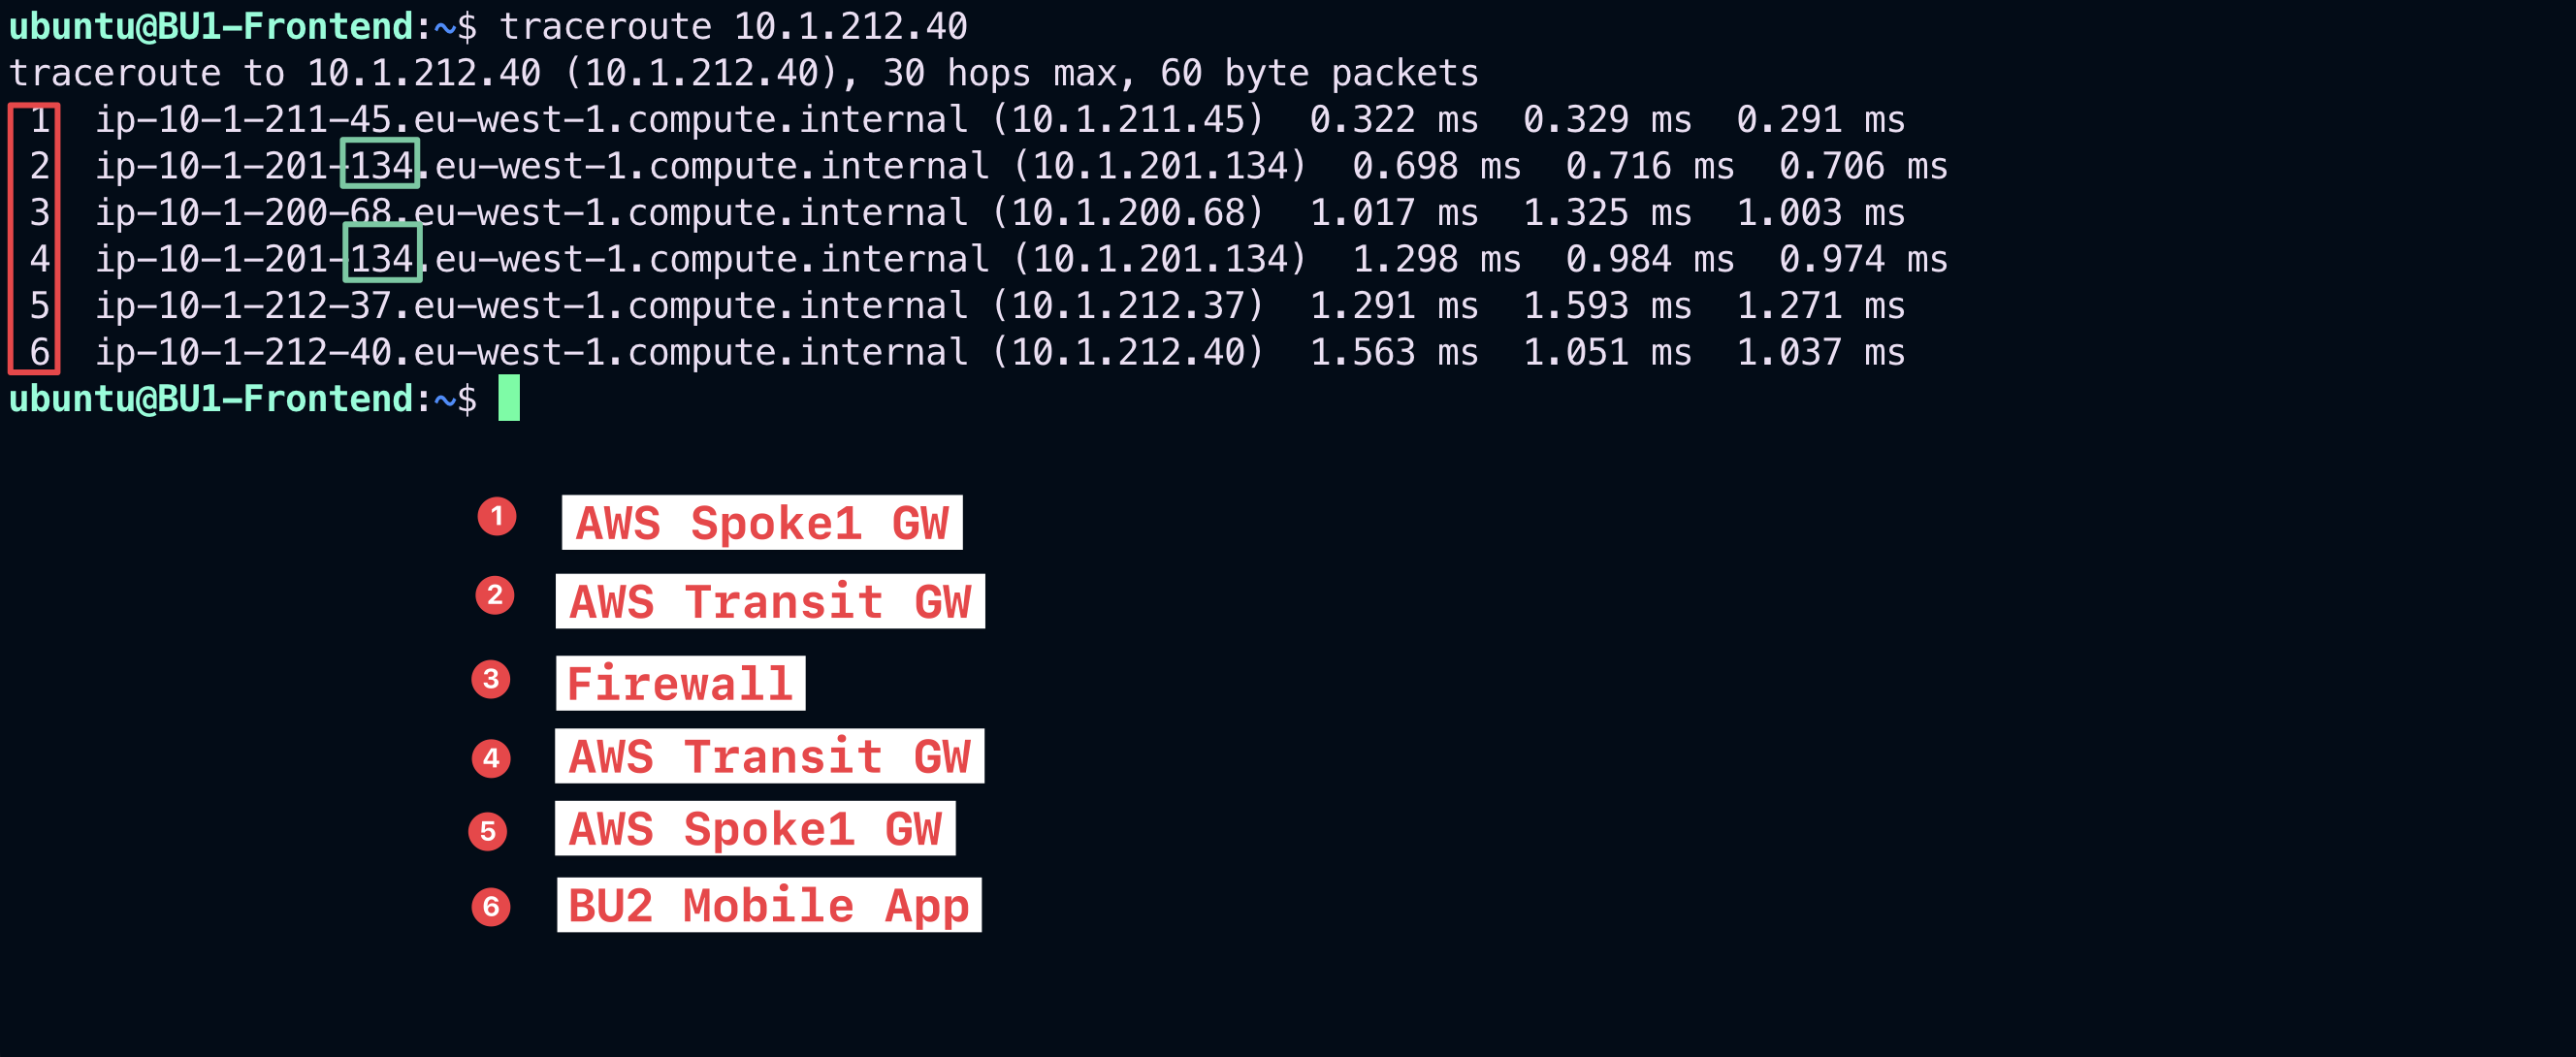 ubuntu@BU1-Frontend:~$ traceroute 10.1.212.40
traceroute to 10.1.212.40 (10.1.212.40), 30 hops max, 60 byte packets
1 ip-10-1-211-45.eu-west-1.compute.internal (10.1.211.45) 0.322 ms 0.329 ms 0.291 ms
2 ip-10-1-201-134.eu-west-1.compute.internal (10.1.201.134) 0.698 ms 0.716 ms 0.706 ms
3 ip-10-1-200-68.eu-west-1.compute.internal (10.1.200.68) 1.017 ms 1.325 ms 1.003 ms
4 ip-10-1-201-134.eu-west-1.compute.internal (10.1.201.134) 1.298 ms 0.984 ms 0.974 ms
5 ip-10-1-212-37.eu-west-1.compute.internal (10.1.212.37) 1.291 ms 1.593 ms 1.271 ms
6 ip-10-1-212-40.eu-west-1.compute.internal (10.1.212.40) 1.563 ms 1.051 ms 1.037 ms
ubuntu@BU1-Frontend:~$
1 AWS Spoke1 GW
2 AWS Transit GW
3 Firewall
4 AWS Transit GW
5 AWS Spoke1 GW
6 BU2 Mobile App